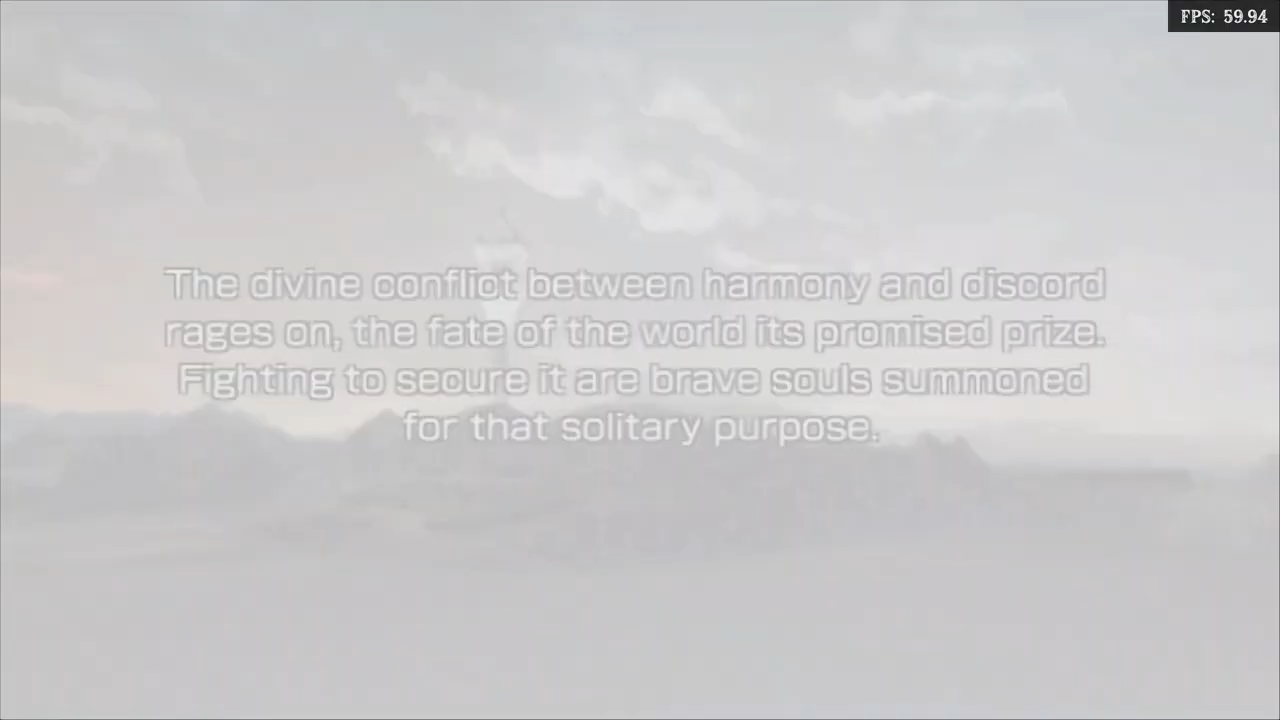 FPS: 59.94
The divine conflict between harmony and discord
rages on, the fate of the world its promised prize.
Fighting to secure it are brave souls summoned
for that solitary purpose.